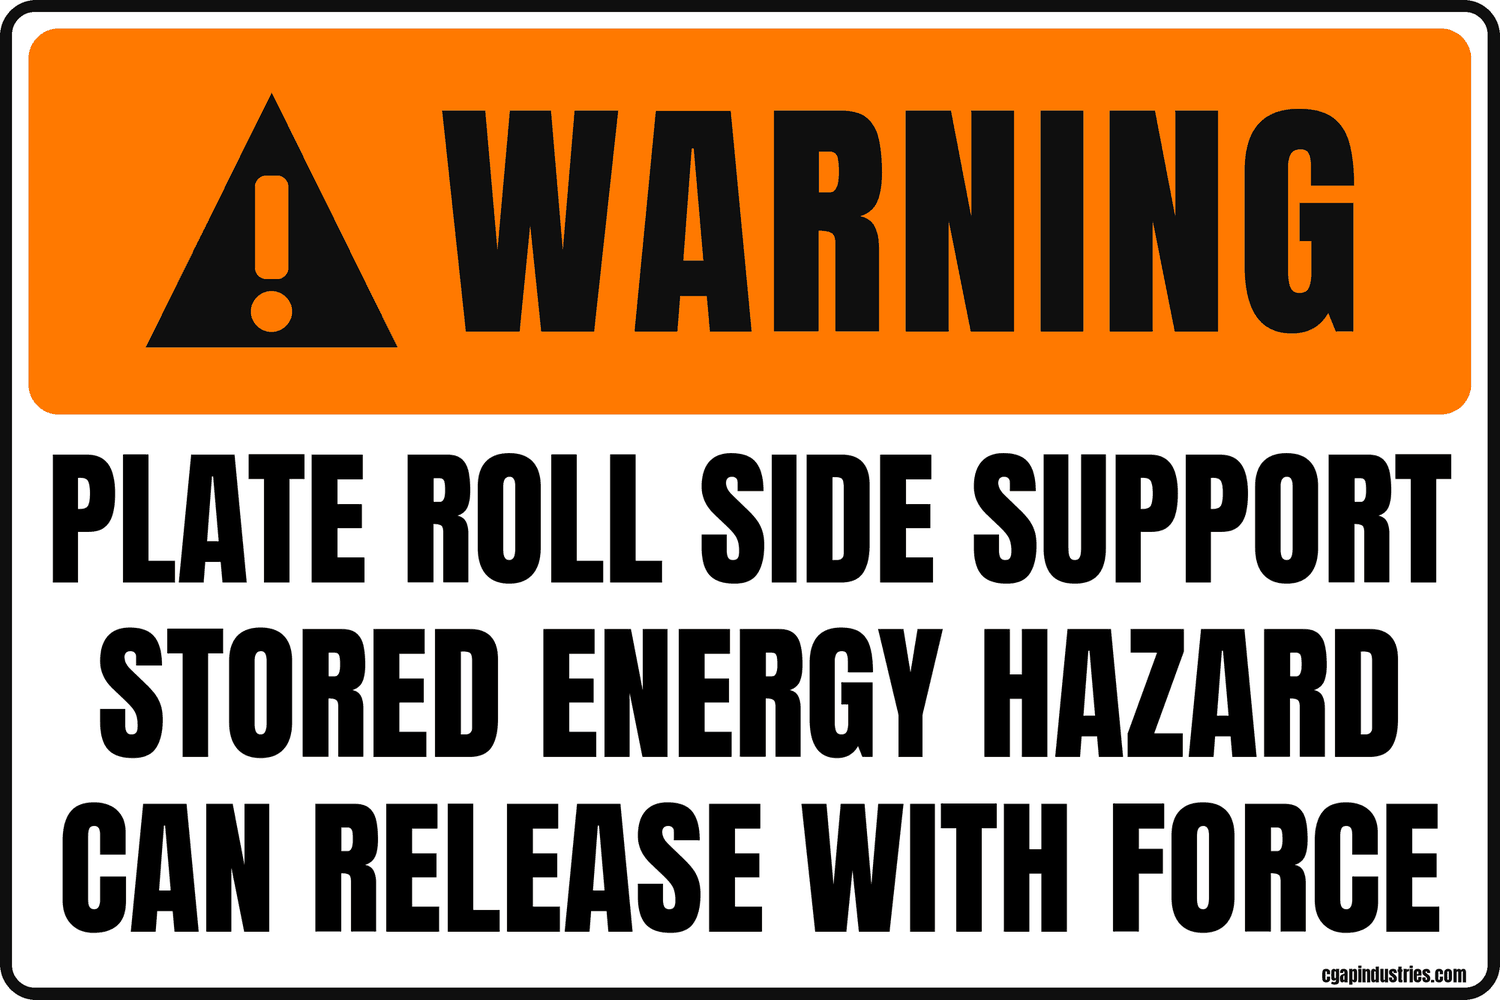 WARNING
PLATE ROLL SIDE SUPPORT
STORED ENERGY HAZARD
CAN RELEASE WITH FORCE
cgapindustries.com